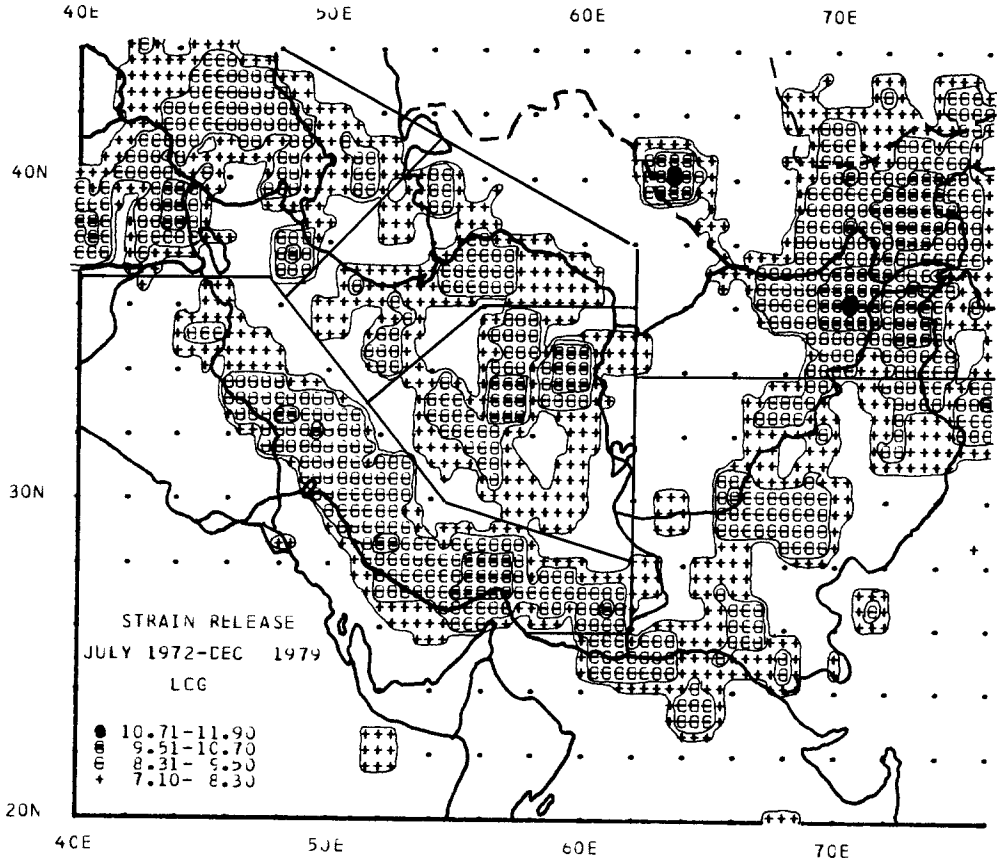 40E 50E 60E 70E
40N
30N
STRAIN RELEASE
JULY 1972-DEC 1979
LOG
10.71-11.90
9.51-10.70
8.31- 9.50
+ 7.10- 8.30
20N
40E 50E 60E 70E